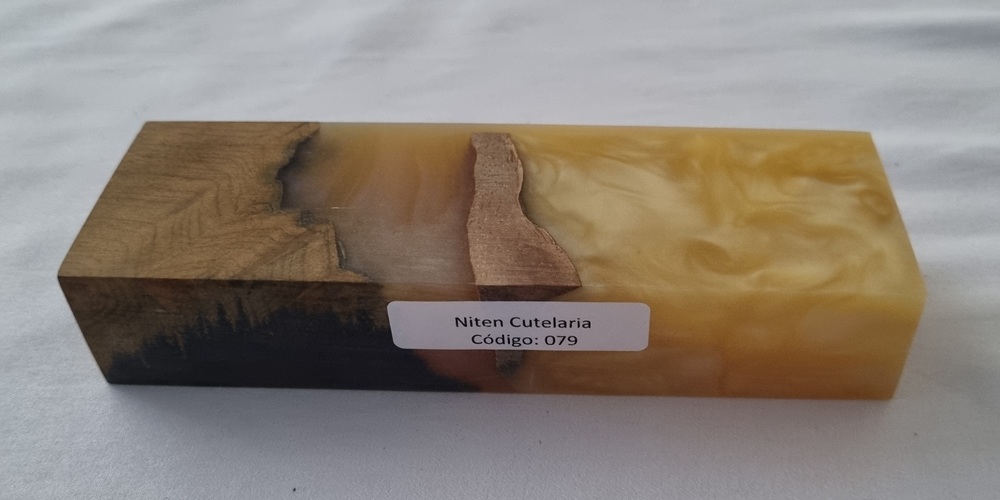 Niten Cutelaria
Código: 079